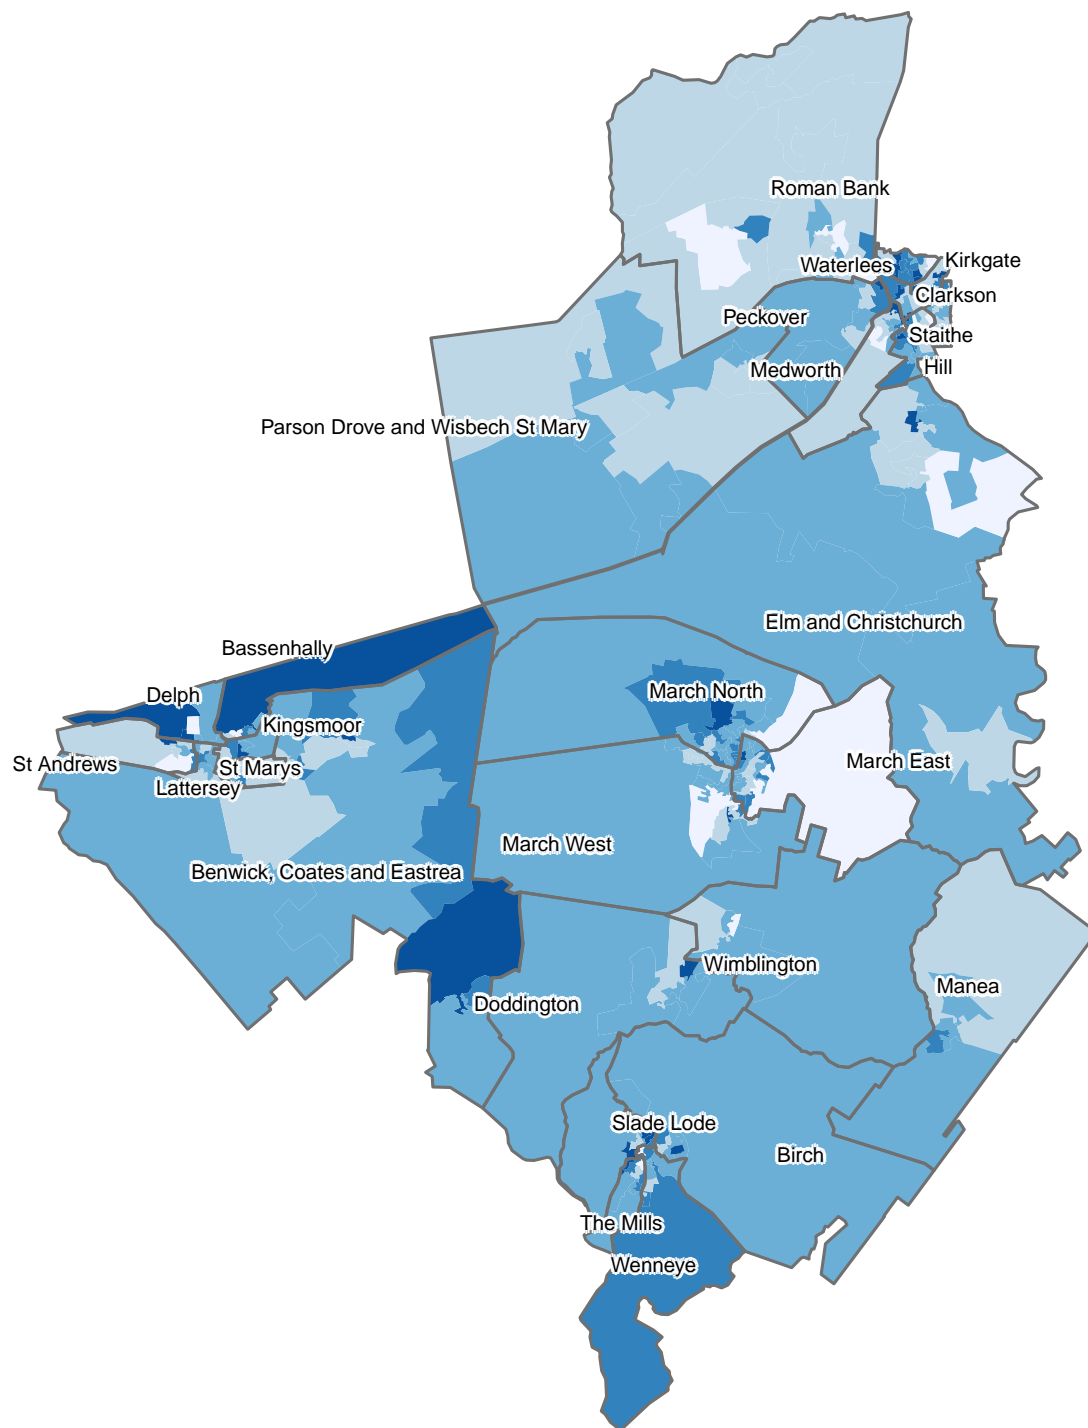 Roman Bank
Kirkgate
Waterlees
Clarkson
Peckover
Staithe
Hill
Medworth
Parson Drove and Wisbech St Mary
Elm and Christchurch
Bassenhally
Delph
March North
Kingsmoor
St Andrews
St Marys
March East
Lattersey
March West
Benwick, Coates and Eastrea
Wimblington
Manea
Doddington
Slade Lode
Birch
The Mills
Wenneye